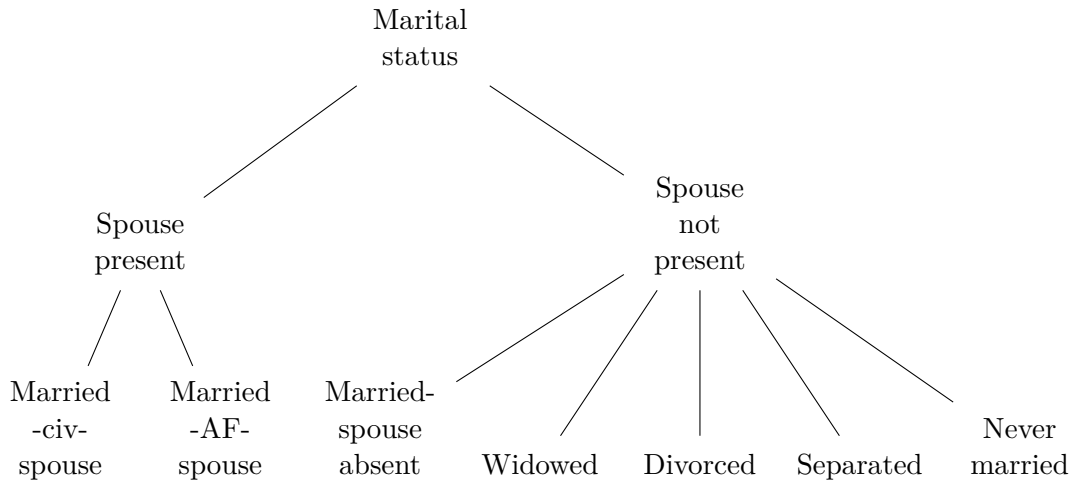 Marital
status
Spouse
present
Spouse
not
present
Married
-civ-
spouse
Married
-AF-
spouse
Married-
spouse
absent
Widowed
Divorced
Separated
Never
married